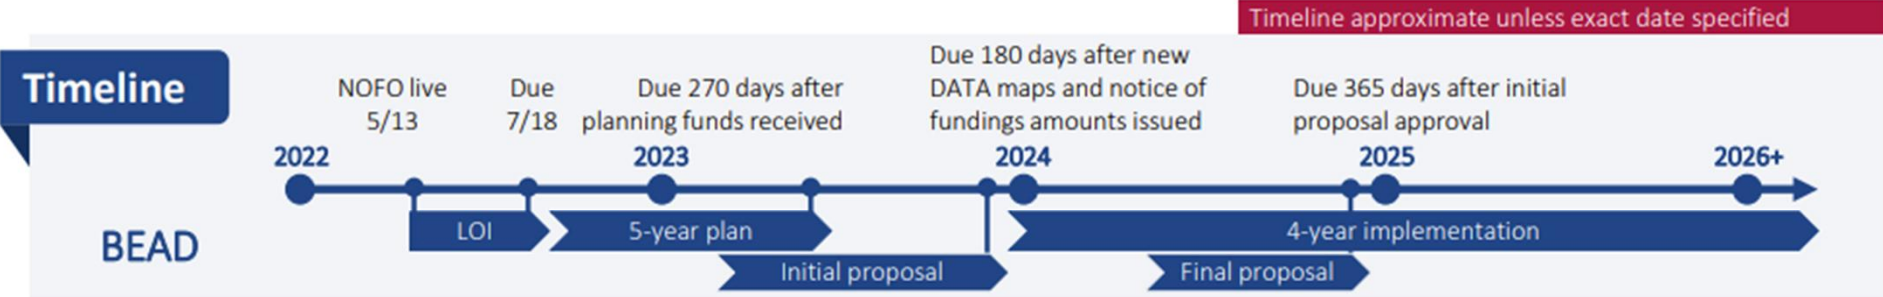 Timeline approximate unless exact date specified
Timeline
NOFO live
5/13
Due
7/18
Due 270 days after
planning funds received
Due 180 days after new
DATA maps and notice of
fundings amounts issued
Due 365 days after initial
proposal approval
2022
2023
2024
2025
2026+
BEAD
LOI
5-year plan
4-year implementation
Initial proposal
Final proposal